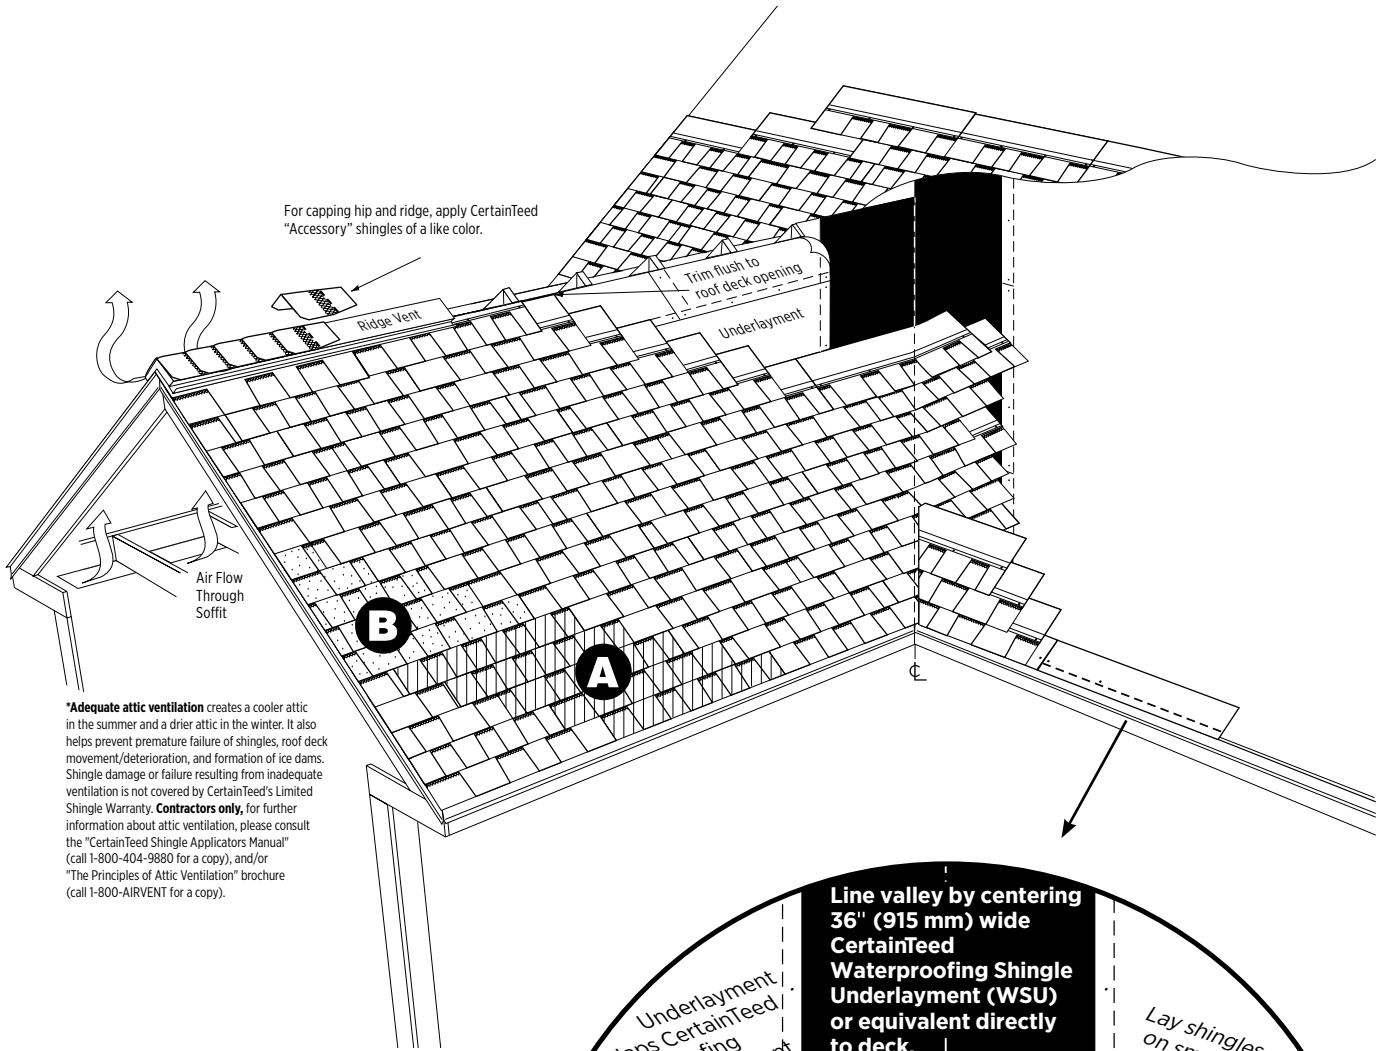 For capping hip and ridge, apply CertainTeed
“Accessory” shingles of a like color.
Trim flush to
roof deck opening
Ridge Vent
Underlayment
Air Flow
Through
Soffit
B
A
*Adequate attic ventilation creates a cooler attic
in the summer and a drier attic in the winter. It also
helps prevent premature failure of shingles, roof deck
movement/deterioration, and formation of ice dams.
Shingle damage or failure resulting from inadequate
ventilation is not covered by CertainTeed's Limited
Shingle Warranty. Contractors only, for further
information about attic ventilation, please consult
the "CertainTeed Shingle Applicators Manual"
(call 1-800-404-9880 for a copy), and/or
"The Principles of Attic Ventilation" brochure
(call 1-800-AIRVENT for a copy).
Line valley by centering
36" (915 mm) wide
CertainTeed
Waterproofing Shingle
Underlayment (WSU)
or equivalent directly
to deck.
Underlayment
CertainTeed
Lay shingles
on